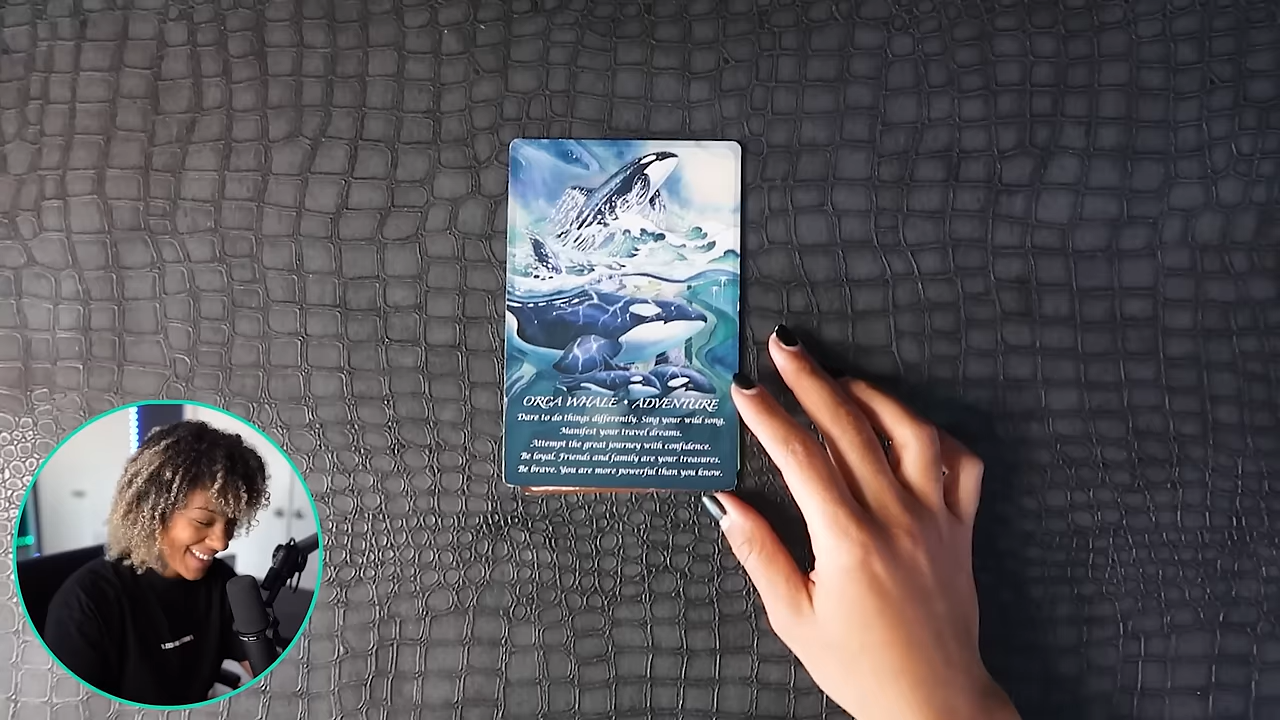 ORCA WHALE • ADVENTURE
Dare to do things differently. Sing your wild song.
Manifest your travel dreams.
Attempt the great journey with confidence.
Be loyal. Friends and family are your treasures.
Be brave. You are more powerful than you know.